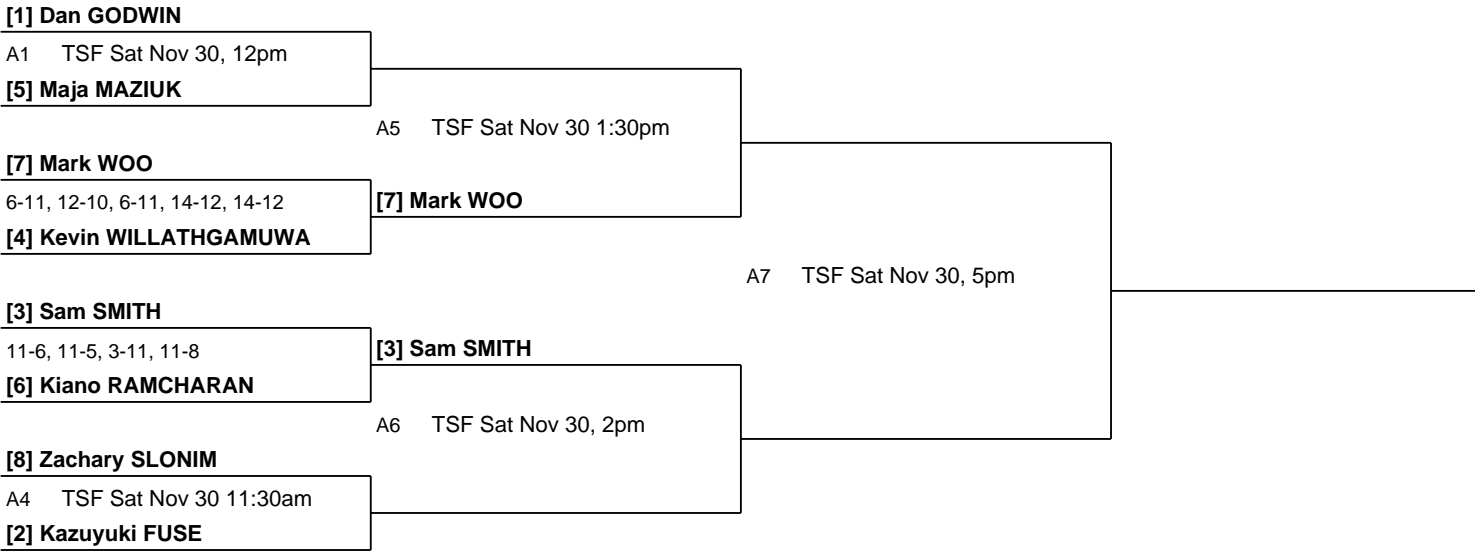 [1] Dan GODWIN
A1 TSF Sat Nov 30, 12pm
[5] Maja MAZIUK
A5 TSF Sat Nov 30 1:30pm
[7] Mark WOO
6-11, 12-10, 6-11, 14-12, 14-12
[7] Mark WOO
[4] Kevin WILLATHGAMUWA
A7 TSF Sat Nov 30, 5pm
[3] Sam SMITH
11-6, 11-5, 3-11, 11-8
[3] Sam SMITH
[6] Kiano RAMCHARAN
A6 TSF Sat Nov 30, 2pm
[8] Zachary SLONIM
A4 TSF Sat Nov 30 11:30am
[2] Kazuyuki FUSE